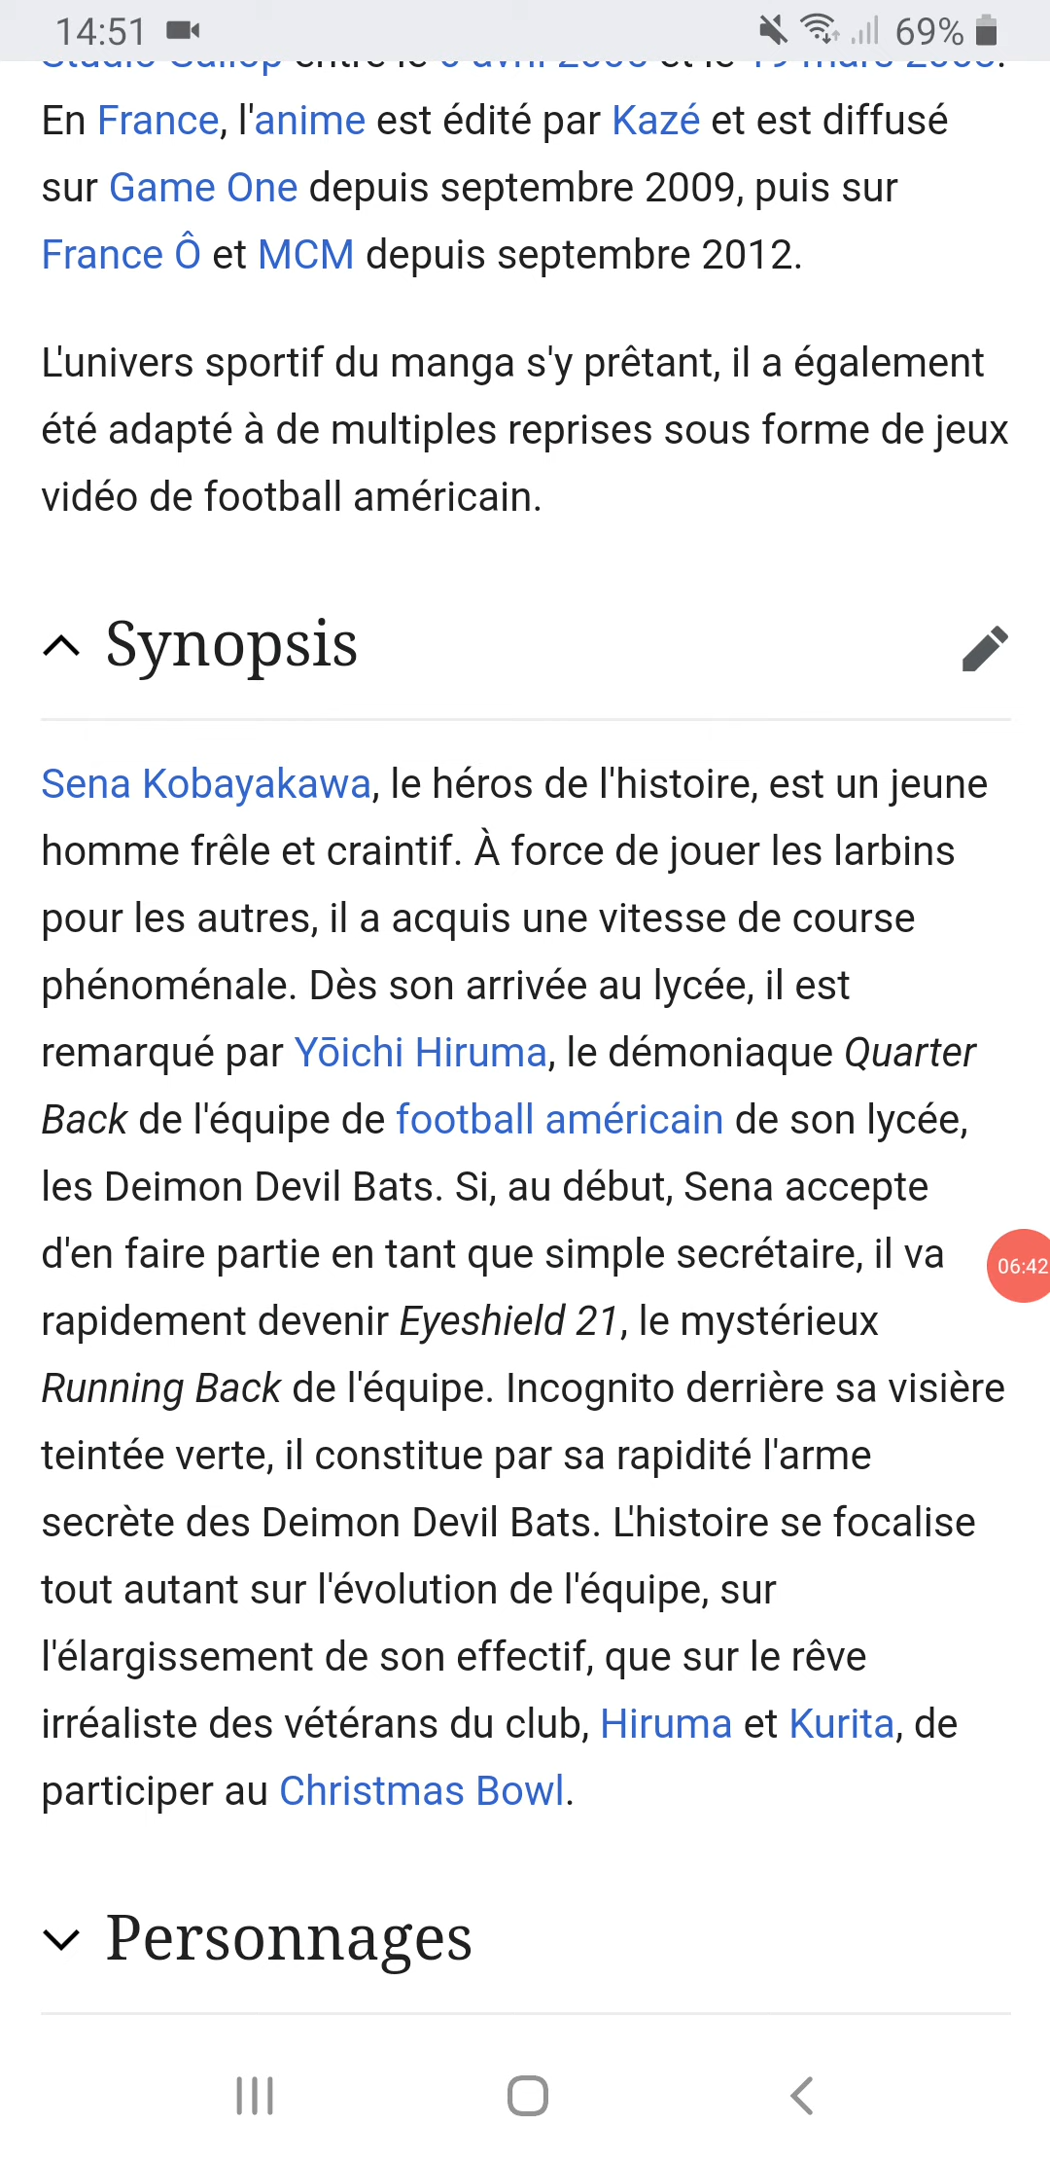 14:51
69%
En France, l'anime est édité par Kazé et est diffusé
sur Game One depuis septembre 2009, puis sur
France Ô et MCM depuis septembre 2012.
L'univers sportif du manga s'y prêtant, il a également
été adapté à de multiples reprises sous forme de jeux
vidéo de football américain.
Synopsis
Sena Kobayakawa, le héros de l'histoire, est un jeune
homme frêle et craintif. À force de jouer les larbins
pour les autres, il a acquis une vitesse de course
phénoménale. Dès son arrivée au lycée, il est
remarqué par Yōichi Hiruma, le démoniaque Quarter
Back de l'équipe de football américain de son lycée,
les Deimon Devil Bats. Si, au début, Sena accepte
d'en faire partie en tant que simple secrétaire, il va
06:42
rapidement devenir Eyeshield 21, le mystérieux
Running Back de l'équipe. Incognito derrière sa visière
teintée verte, il constitue par sa rapidité l'arme
secrète des Deimon Devil Bats. L'histoire se focalise
tout autant sur l'évolution de l'équipe, sur
l'élargissement de son effectif, que sur le rêve
irréaliste des vétérans du club, Hiruma et Kurita, de
participer au Christmas Bowl.
Personnages